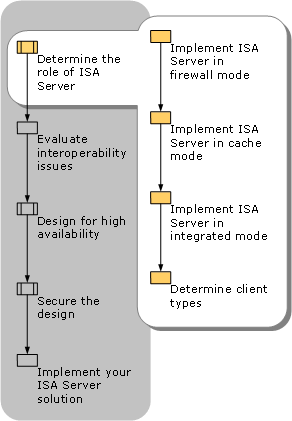 Determine the
role of ISA
Server
Evaluate
interoperability
issues
Design for high
availability
Secure the
design
Implement your
ISA Server
solution
Implement ISA
Server in
firewall mode
Implement ISA
Server in cache
mode
Implement ISA
Server in
integrated mode
Determine client
types